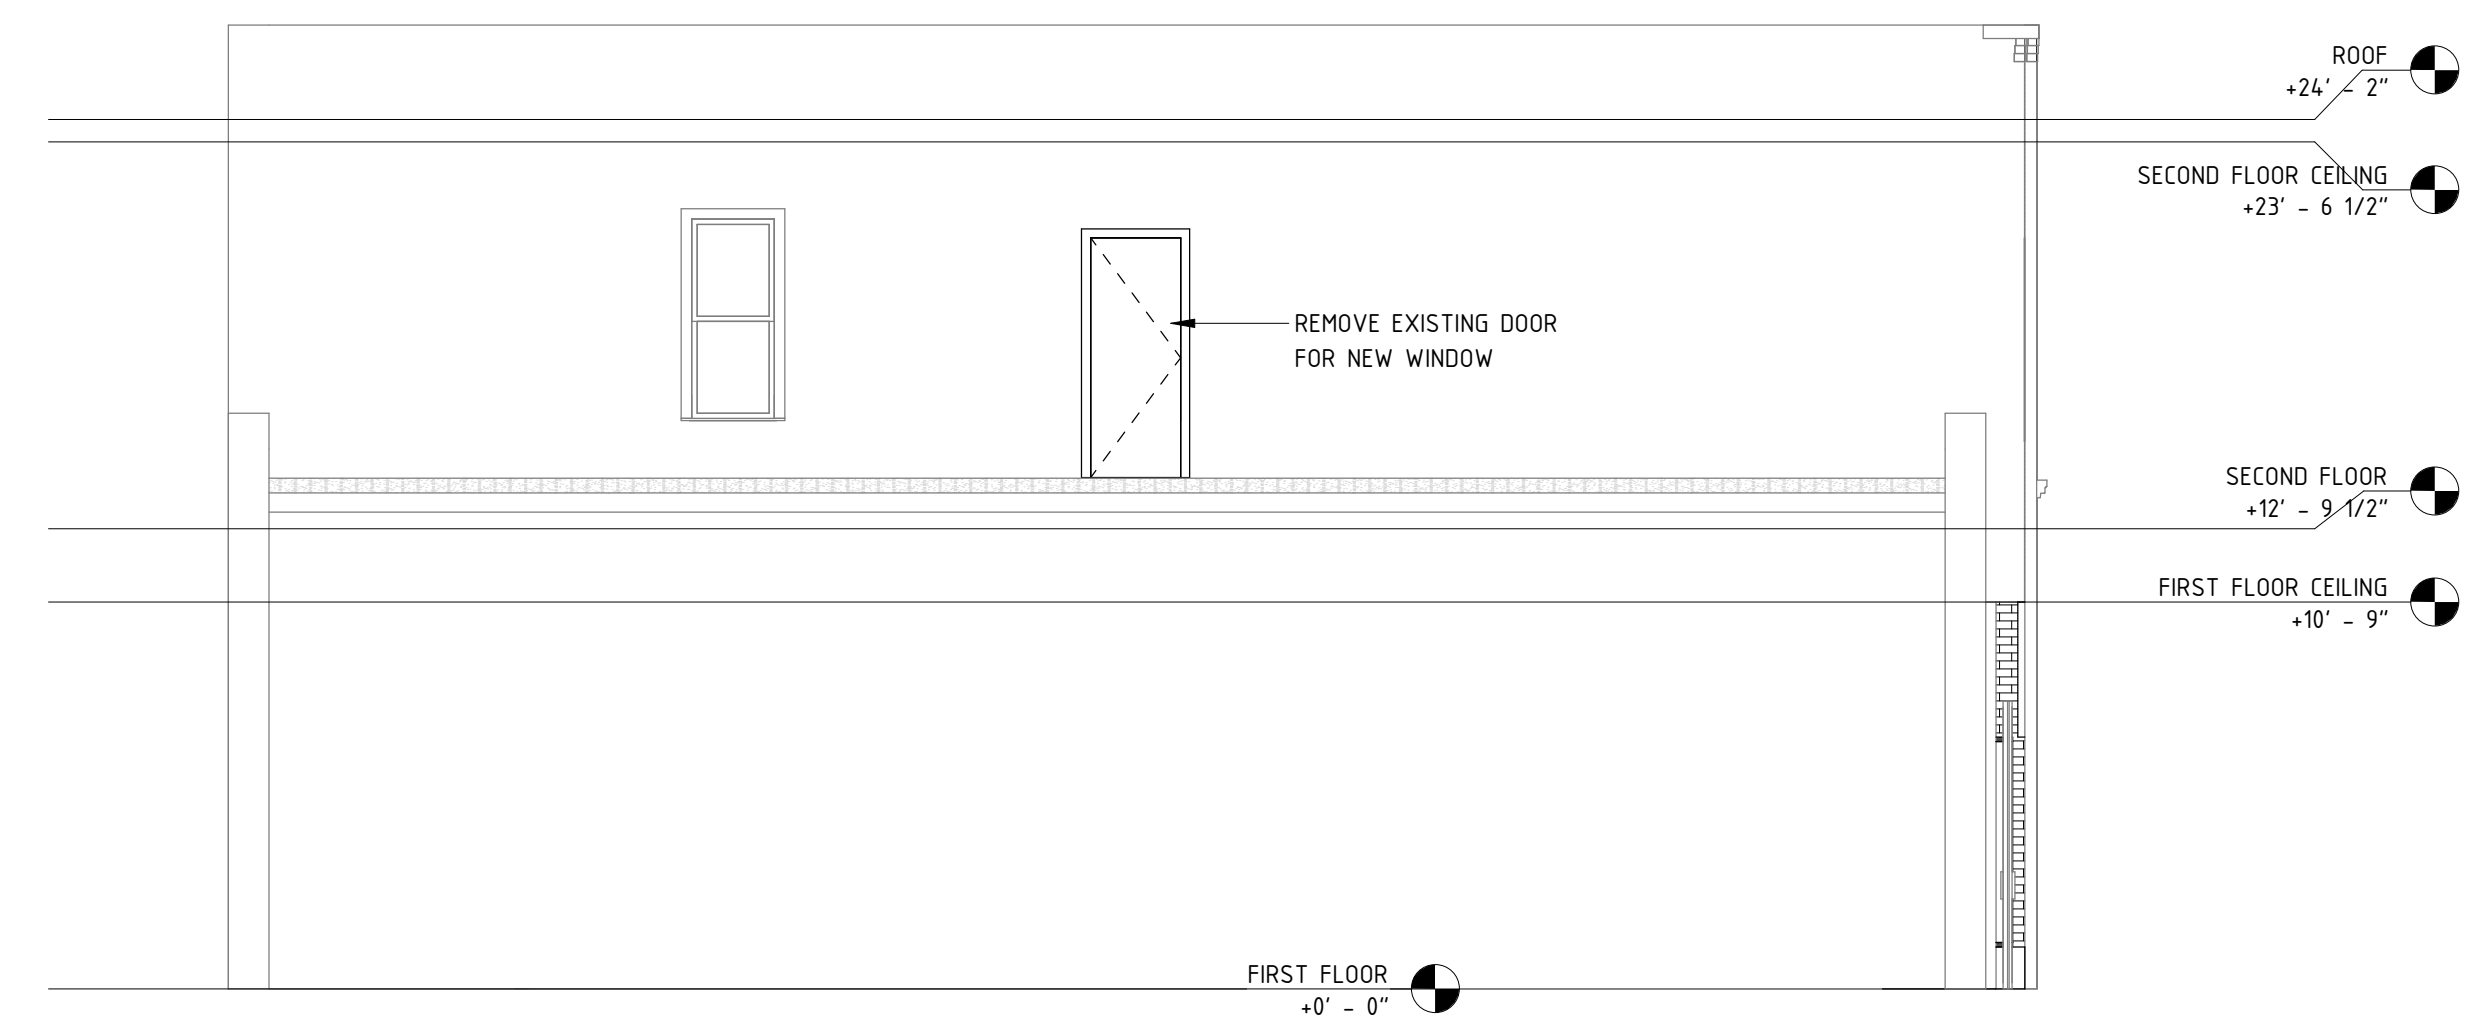 ROOF
+24' - 2"
SECOND FLOOR CEILING
+23' - 6 1/2"
REMOVE EXISTING DOOR
FOR NEW WINDOW
SECOND FLOOR
+12' - 9 1/2"
FIRST FLOOR CEILING
+10' - 9"
FIRST FLOOR
+0' - 0"